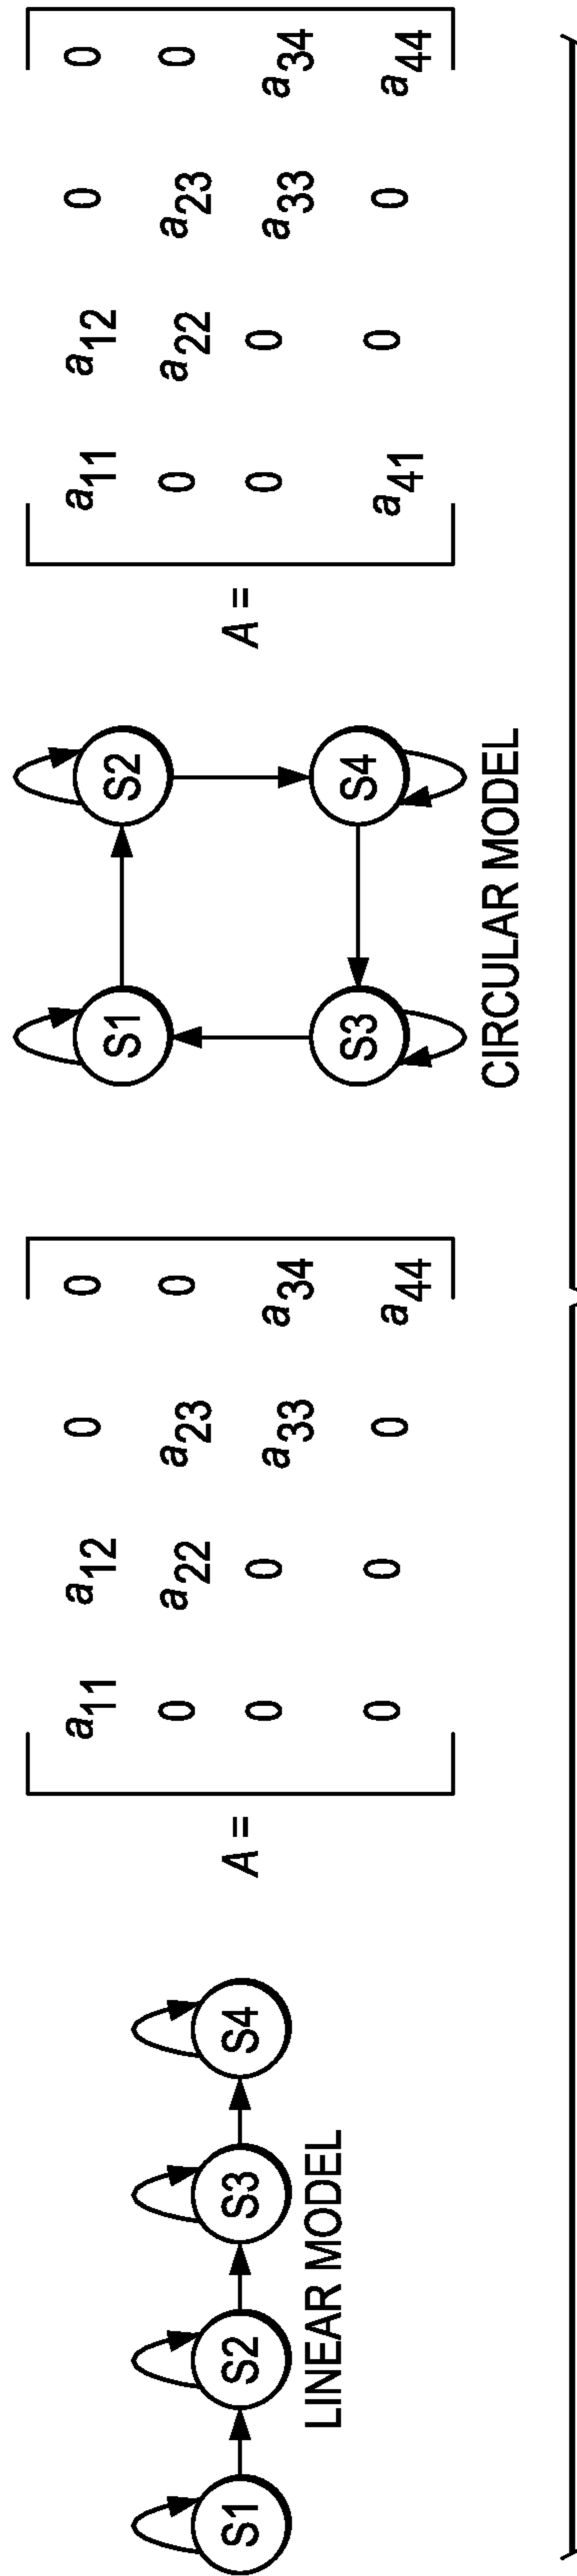 S1 S2 S3 S4
LINEAR MODEL
A =
a11 a12 0 0
0 a22 a23 0
0 0 a33 a34
0 0 0 a44
S1 S2
S3 S4
CIRCULAR MODEL
A =
a11 a12 0 0
0 a22 a23 0
0 0 a33 a34
a41 0 0 a44